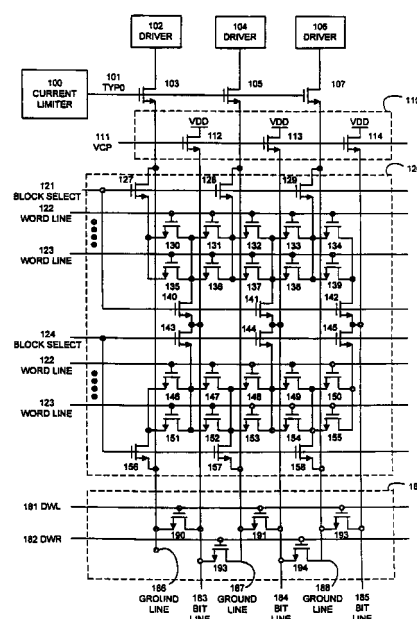 102
DRIVER
104
DRIVER
106
DRIVER
100
CURRENT
LIMITER
101
TYP0
103
105
107
110
VDD
VDD
VDD
111
VCP
112
113
114
120
121
BLOCK SELECT
127
128
129
122
WORD LINE
130
131
132
133
134
123
WORD LINE
135
136
137
138
139
140
141
142
124
BLOCK SELECT
143
144
145
122
WORD LINE
146
147
148
149
150
123
WORD LINE
151
152
153
154
155
156
157
158
181 DWL
190
191
193
182 DWR
193
194
186
GROUND
LINE
183
BIT
LINE
187
GROUND
LINE
184
BIT
LINE
188
GROUND
LINE
185
BIT
LINE